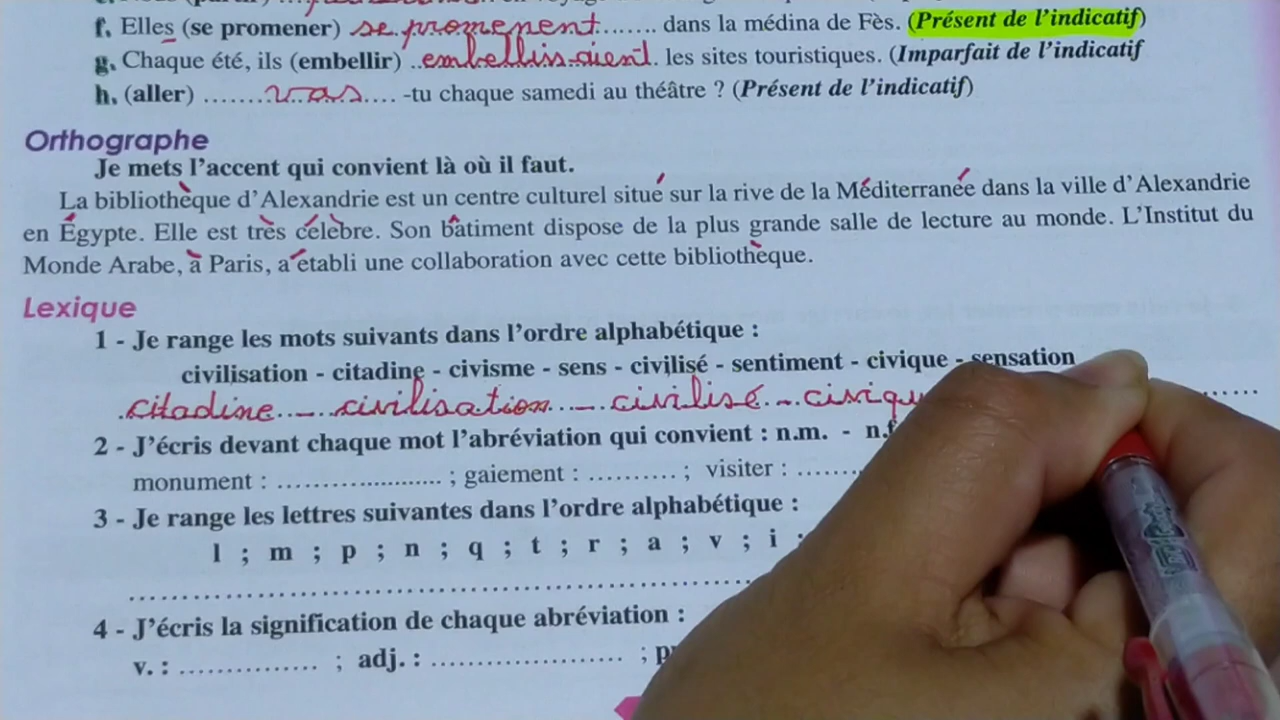 f. Elles (se promener) se promenent........ dans la médina de Fès. (Présent de l'indicatif)
g. Chaque été, ils (embellir) ..embellissaient. les sites touristiques. (Imparfait de l'indicatif
h. (aller) ........vas..... -tu chaque samedi au théâtre ? (Présent de l'indicatif)
Orthographe
Je mets l'accent qui convient là où il faut.
La bibliothèque d'Alexandrie est un centre culturel situé sur la rive de la Méditerranée dans la ville d'Alexandrie
en Égypte. Elle est très célèbre. Son bâtiment dispose de la plus grande salle de lecture au monde. L'Institut du
Monde Arabe, à Paris, a établi une collaboration avec cette bibliothèque.
Lexique
1 - Je range les mots suivants dans l'ordre alphabétique :
civilisation - citadine - civisme - sens - civilisé - sentiment - civique - sensation
.citadine...-..civilisation...-..civilisé.-..civiqu
2 - J'écris devant chaque mot l'abréviation qui convient : n.m. - n.f
monument : ....................... ; gaiement : .......... ; visiter : .......
3 - Je range les lettres suivantes dans l'ordre alphabétique :
l ; m ; p ; n ; q ; t ; r ; a ; v ; i ;
4 - J'écris la signification de chaque abréviation :
v. : ............... ; adj. : ..................... ; p